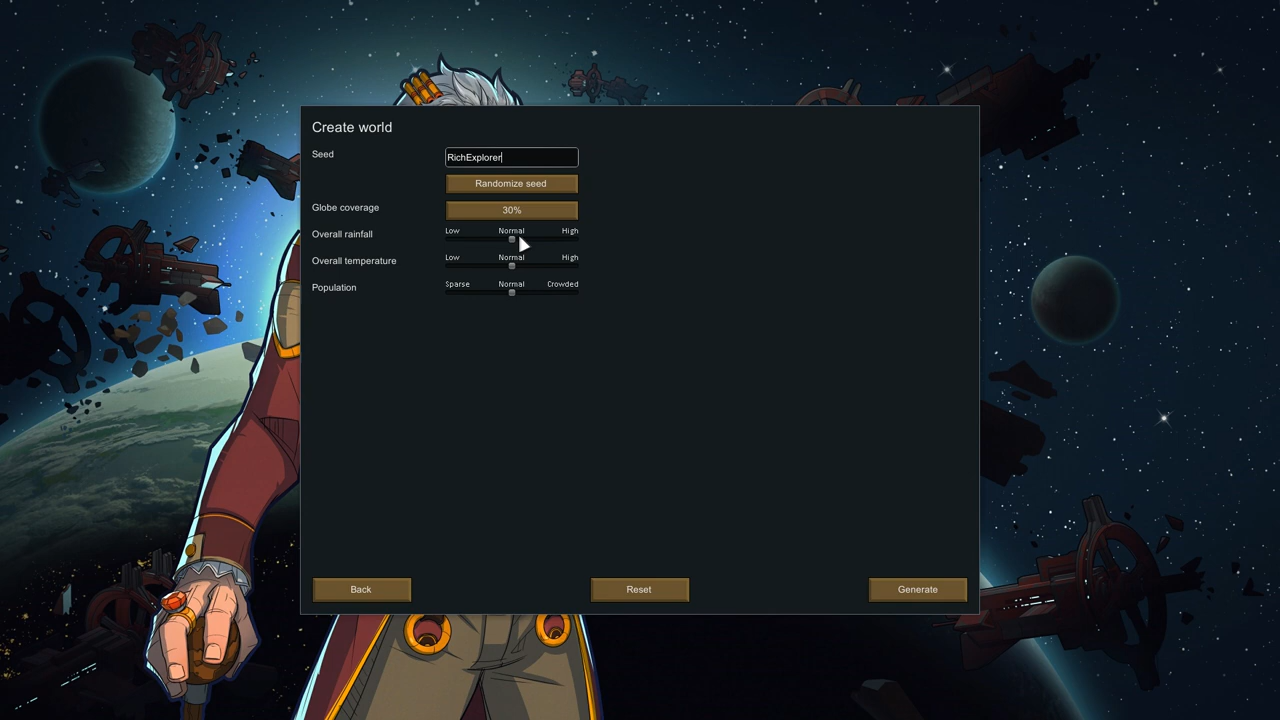 Create world
Seed
RichExplorer
Randomize seed
Globe coverage
30%
Overall rainfall
Low Normal High
Overall temperature
Low Normal High
Population
Sparse Normal Crowded
Back
Reset
Generate